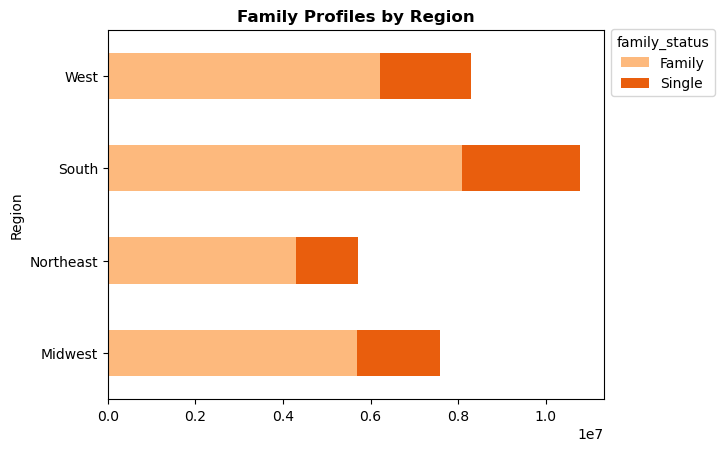 Family Profiles by Region
family_status
Family
Single
West
South
Northeast
Midwest
Region
0.0 0.2 0.4 0.6 0.8 1.0
1e7